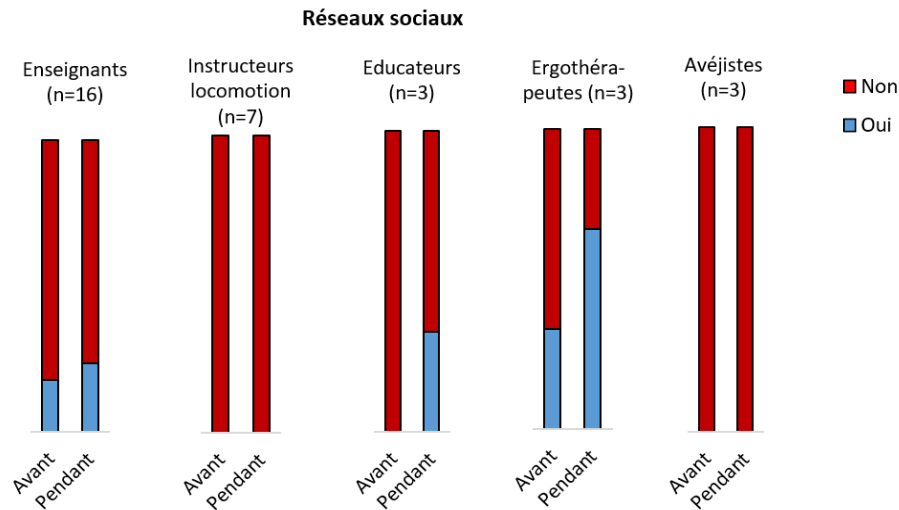 Réseaux sociaux
Enseignants
(n=16)
Instructeurs
locomotion
(n=7)
Educateurs
(n=3)
Ergothéra-
peutes (n=3)
Avéjistes
(n=3)
Non
Oui
Avant
Pendant
Avant
Pendant
Avant
Pendant
Avant
Pendant
Avant
Pendant